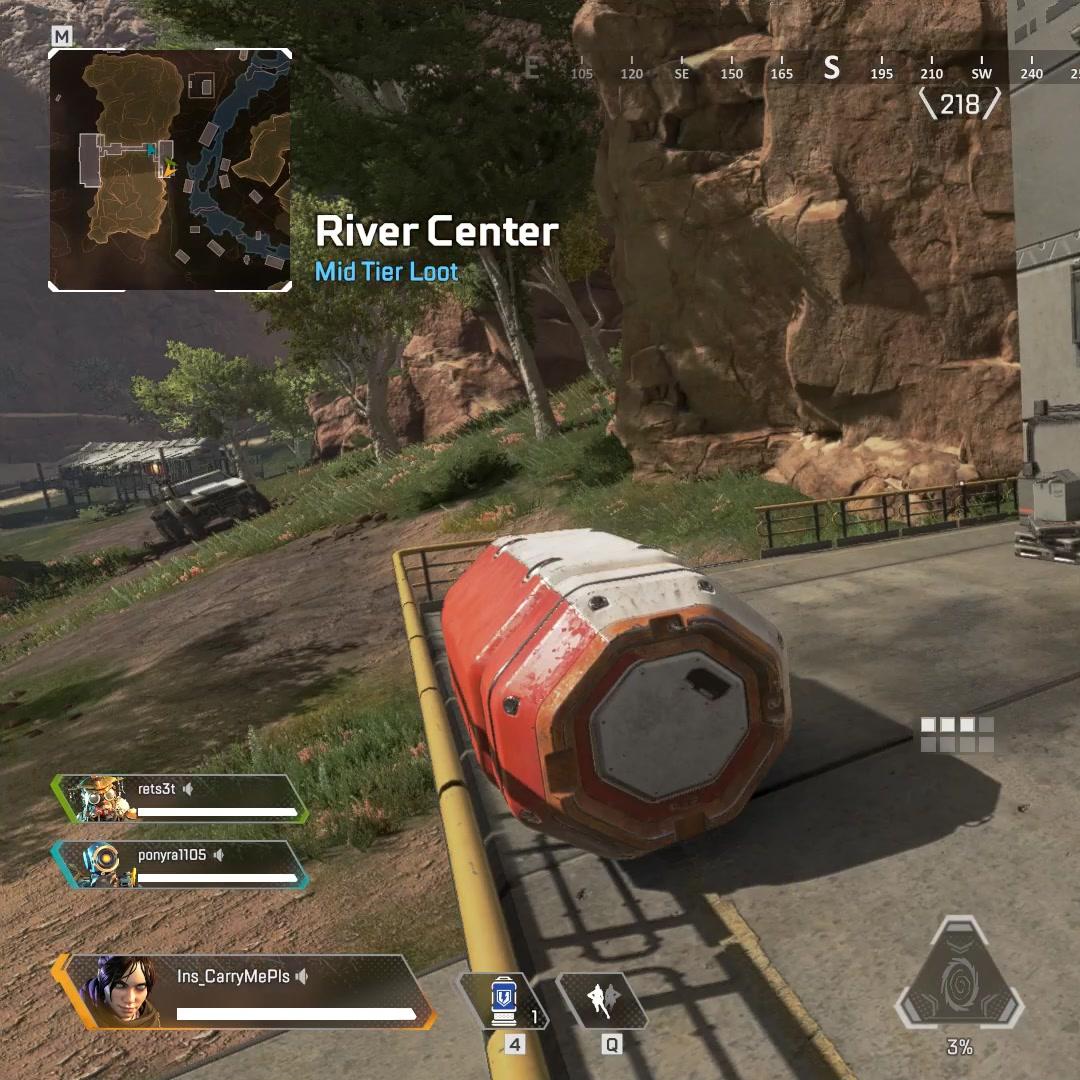 M
E 105 120 SE 150 165 S 195 210 SW 240
218
River Center
Mid Tier Loot
rets3t
ponyra1105
Ins_CarryMePls
1
4 Q
3%